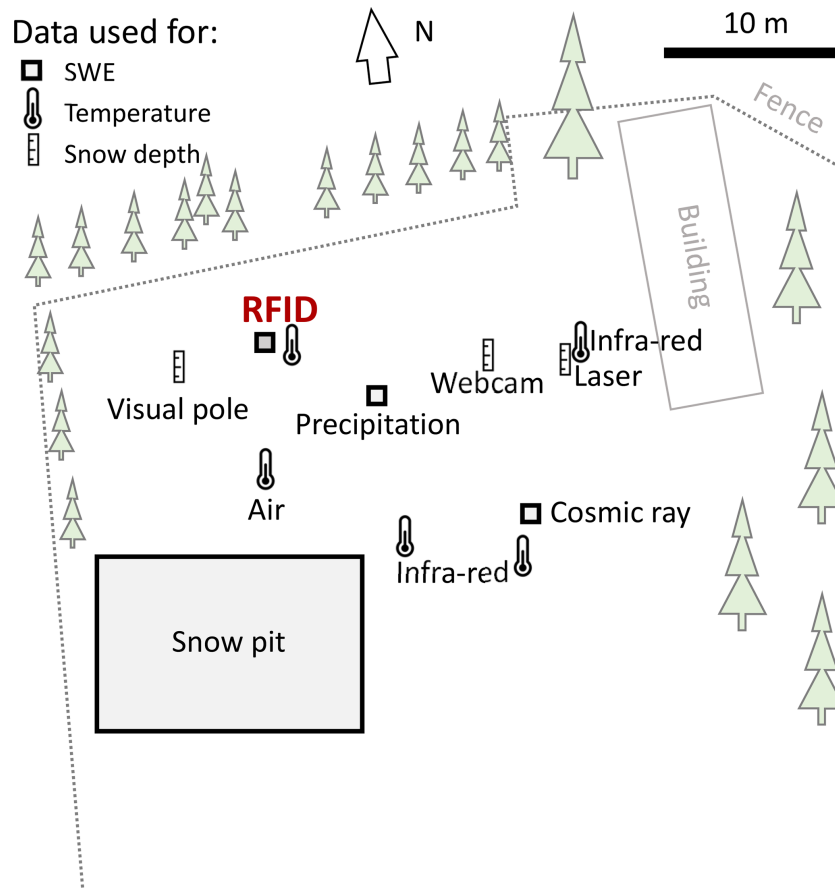 Data used for:
SWE
Temperature
Snow depth
N
10 m
Fence
Building
RFID
Infra-red
Laser
Webcam
Visual pole
Precipitation
Air
Cosmic ray
Infra-red
Snow pit